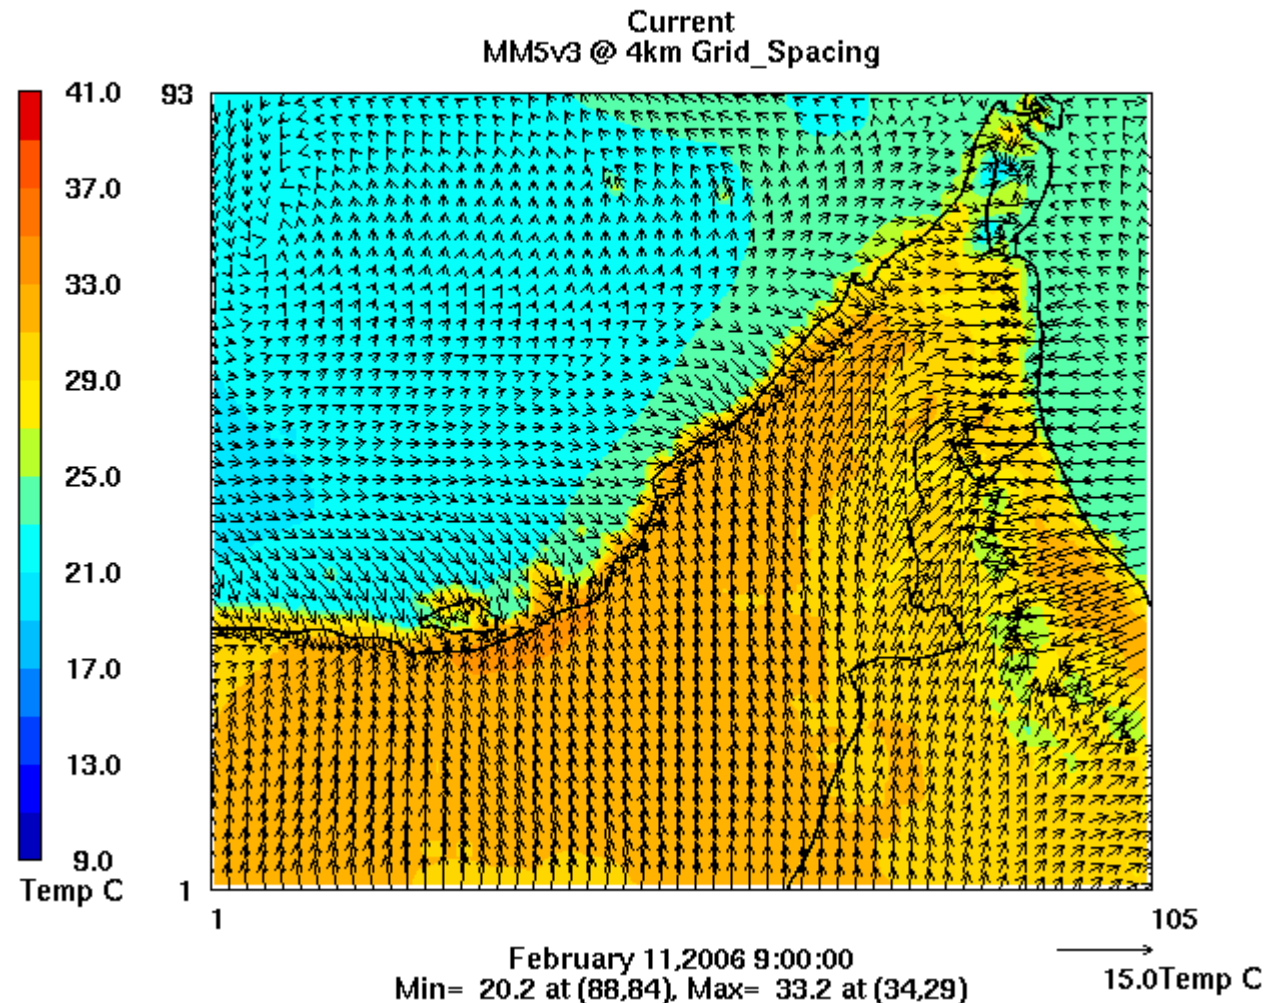 Current
MM5v3 @ 4km Grid_Spacing
41.0
37.0
33.0
29.0
25.0
21.0
17.0
13.0
9.0
Temp C
93
1
1
105
February 11,2006 9:00:00
Min= 20.2 at (88,84), Max= 33.2 at (34,29)
15.0Temp C